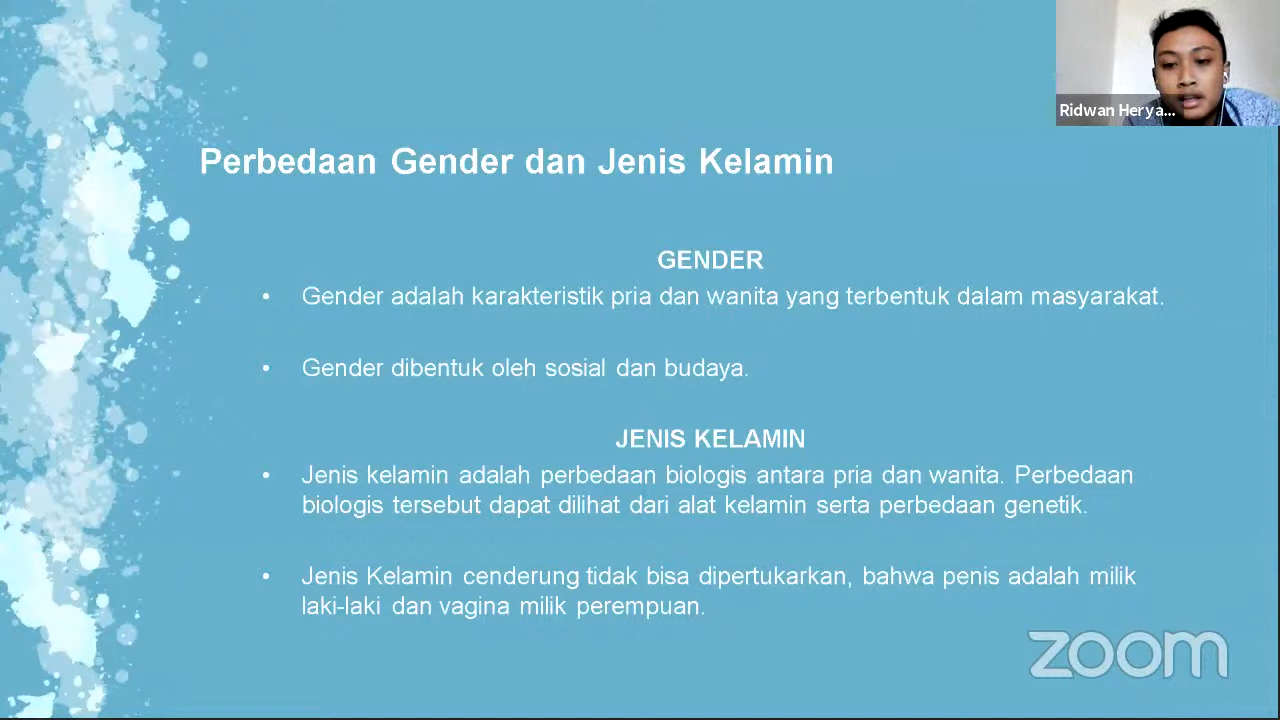 Ridwan Herya...
Perbedaan Gender dan Jenis Kelamin
GENDER
• Gender adalah karakteristik pria dan wanita yang terbentuk dalam masyarakat.
• Gender dibentuk oleh sosial dan budaya.
JENIS KELAMIN
• Jenis kelamin adalah perbedaan biologis antara pria dan wanita. Perbedaan
biologis tersebut dapat dilihat dari alat kelamin serta perbedaan genetik.
• Jenis Kelamin cenderung tidak bisa dipertukarkan, bahwa penis adalah milik
laki-laki dan vagina milik perempuan.
zoom